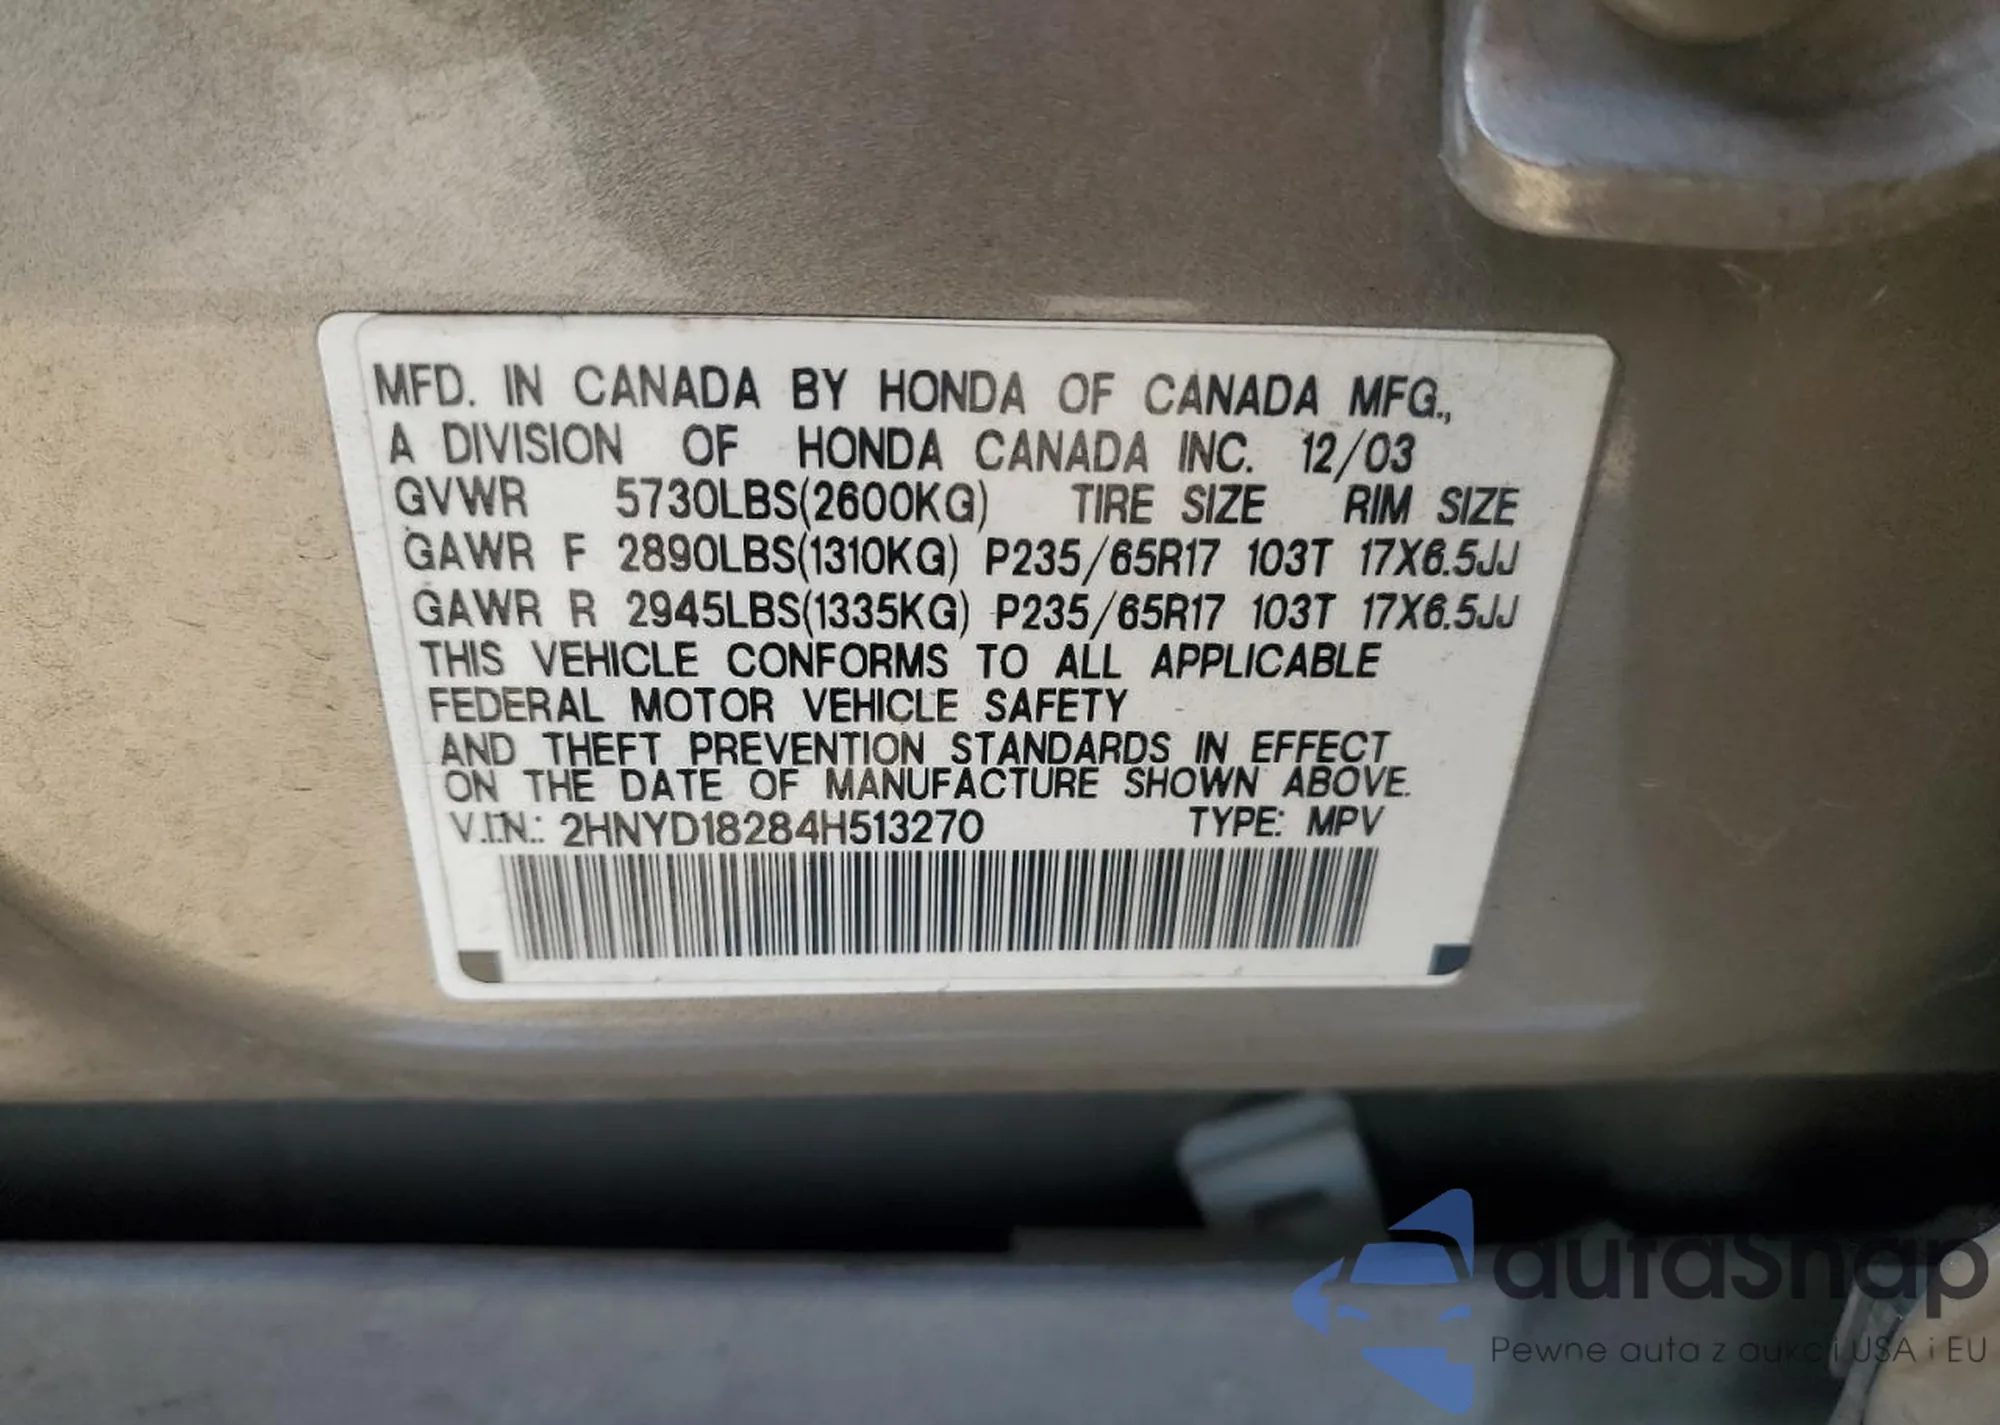 MFD. IN CANADA BY HONDA OF CANADA MFG.,
A DIVISION OF HONDA CANADA INC. 12/03
GVWR 5730LBS(2600KG) TIRE SIZE RIM SIZE
GAWR F 2890LBS(1310KG) P235/65R17 103T 17X6.5JJ
GAWR R 2945LBS(1335KG) P235/65R17 103T 17X6.5JJ
THIS VEHICLE CONFORMS TO ALL APPLICABLE
FEDERAL MOTOR VEHICLE SAFETY
AND THEFT PREVENTION STANDARDS IN EFFECT
ON THE DATE OF MANUFACTURE SHOWN ABOVE.
V.I.N.: 2HNYD18284H513270 TYPE: MPV
autaSnap
Pewne auta z aukcji USA i EU